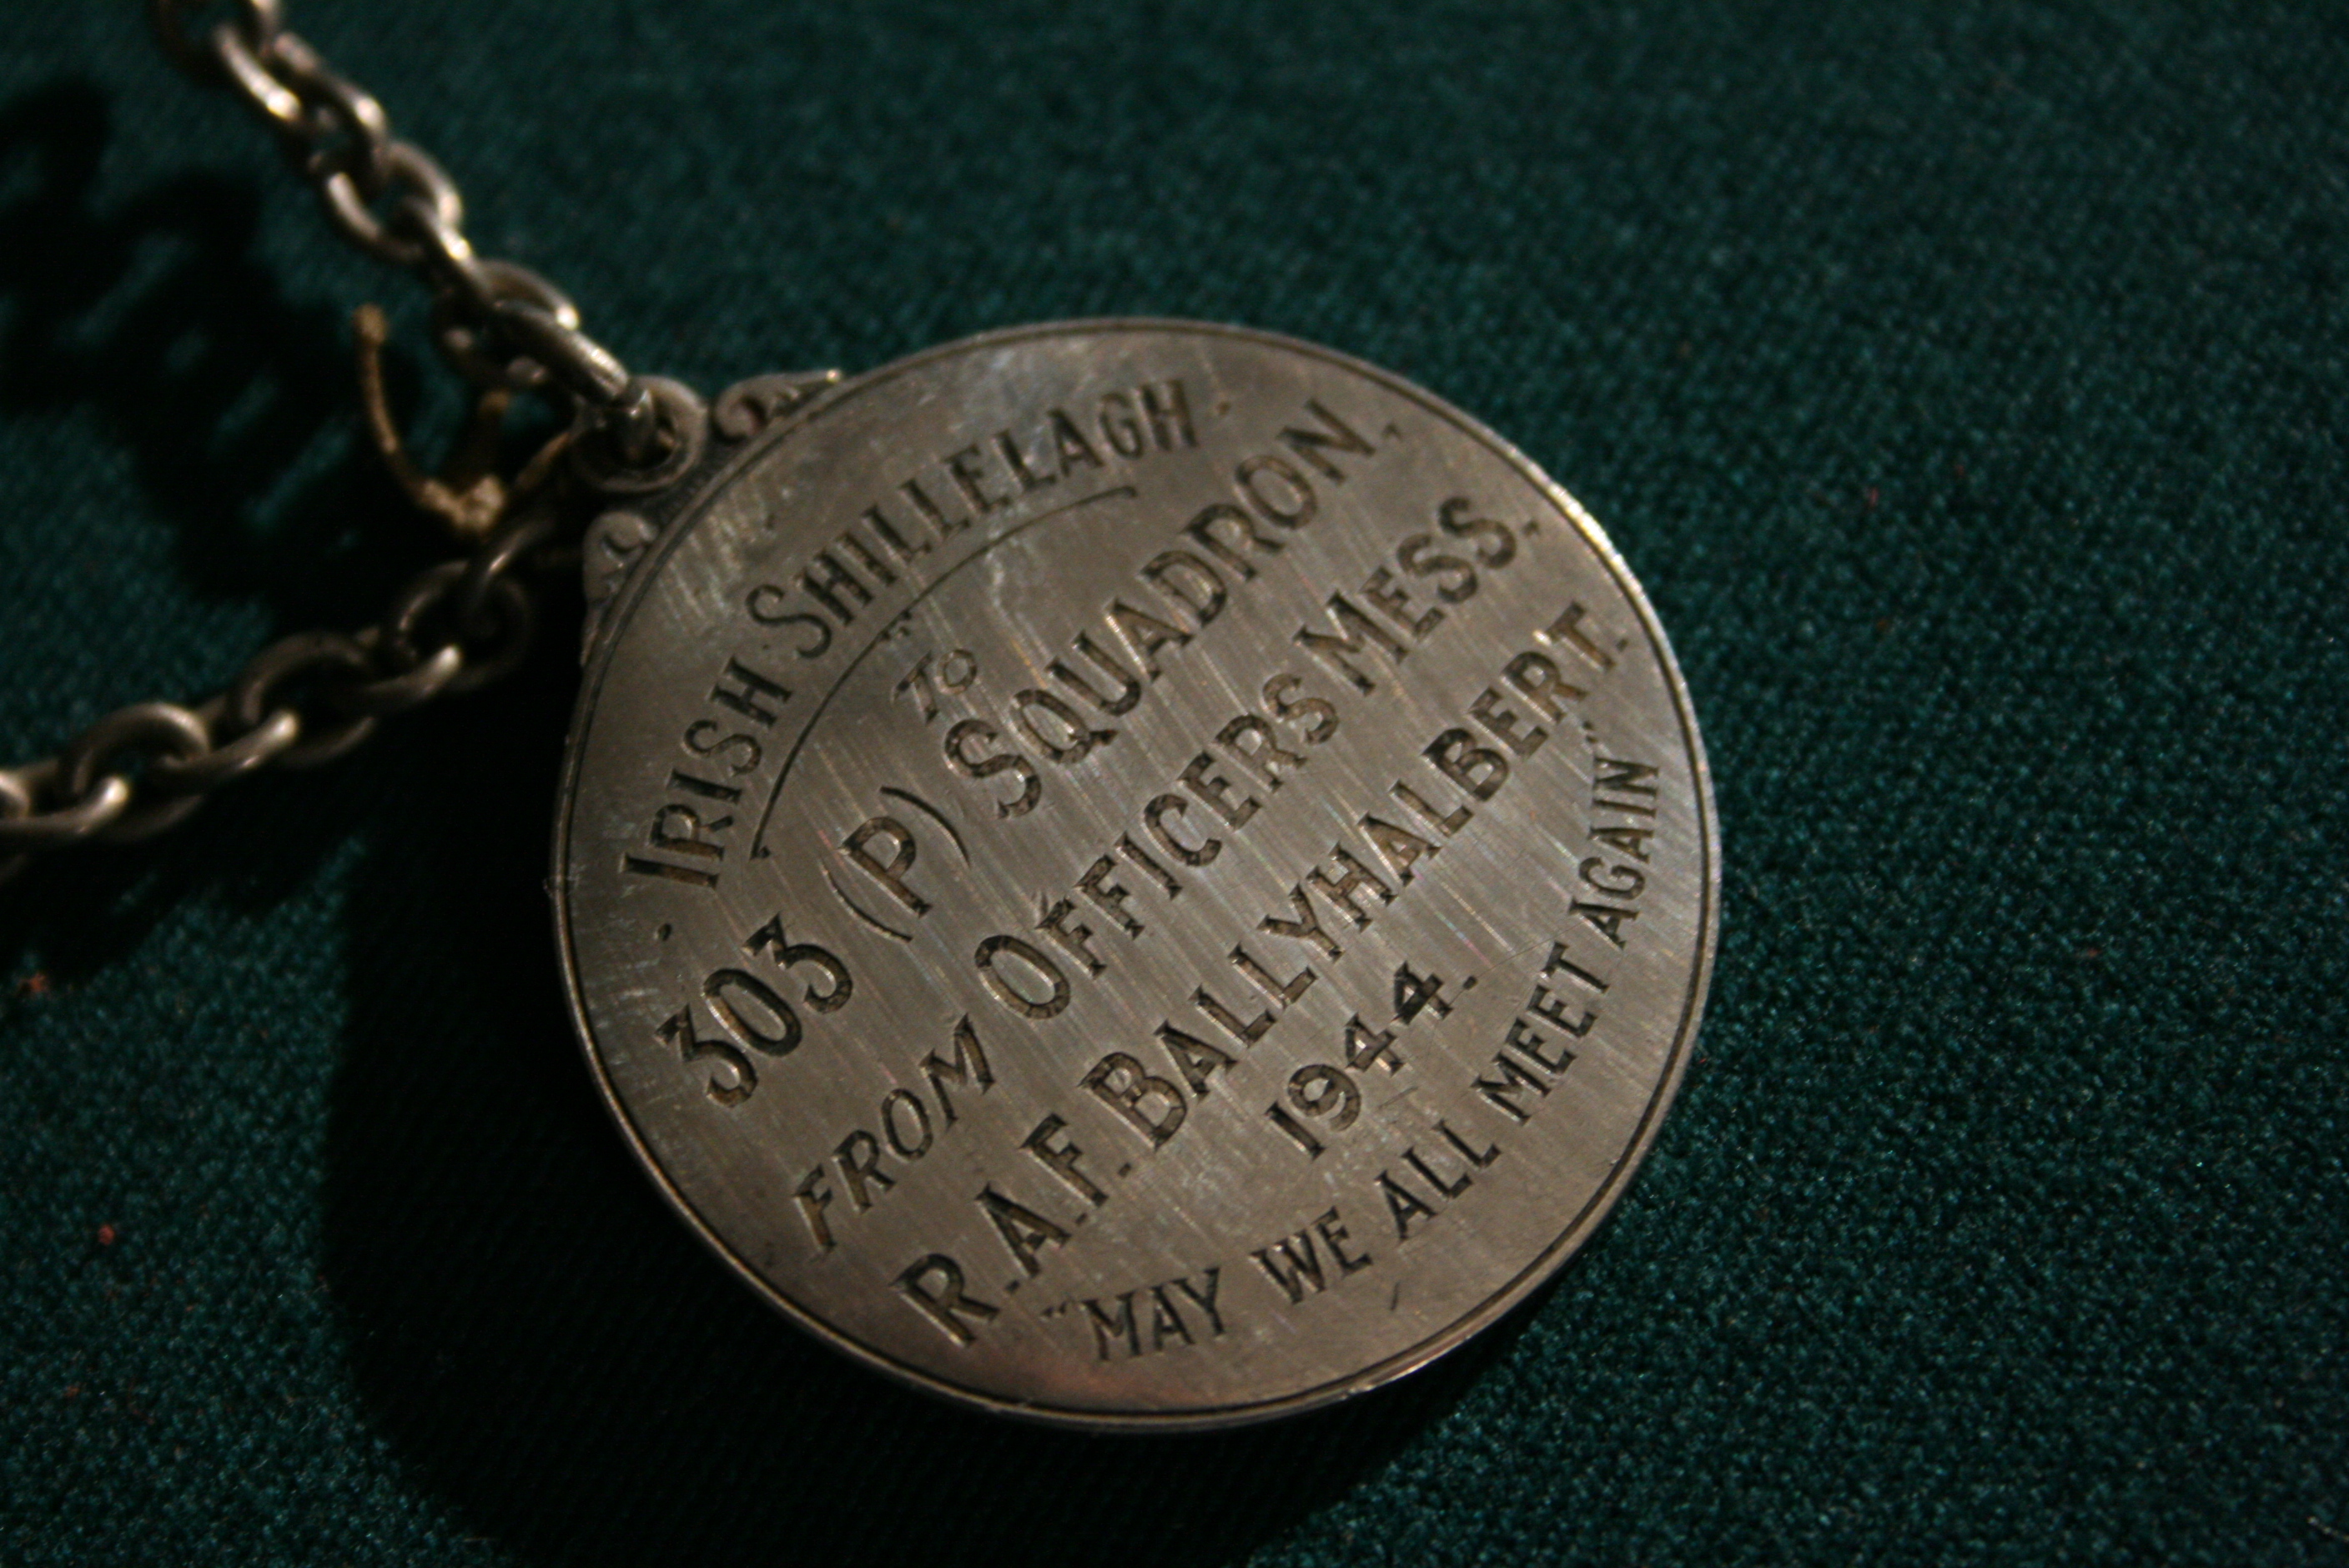 · IRISH SHILLELAGH ·
TO
303 (P) SQUADRON.
FROM OFFICERS MESS.
R.A.F. BALLYHALBERT.
1944.
"MAY WE ALL MEET AGAIN"